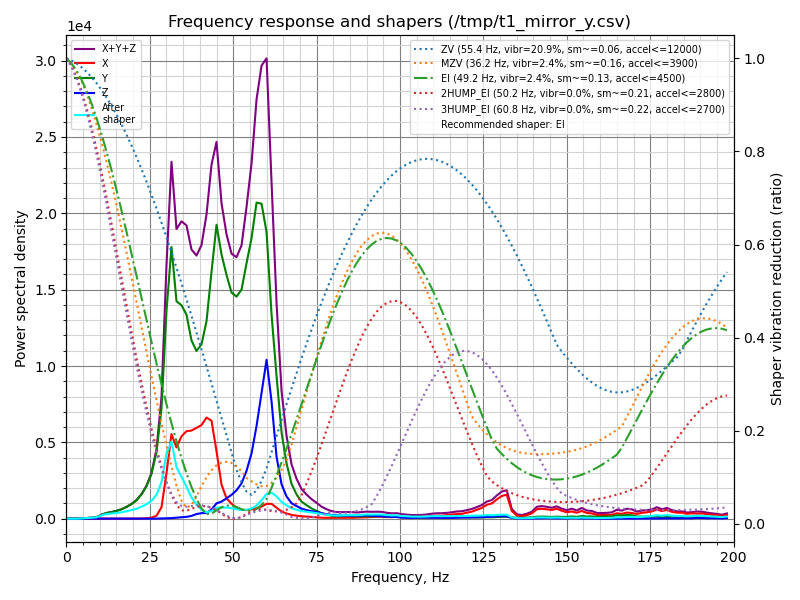 Frequency response and shapers (/tmp/t1_mirror_y.csv)
1e4
X+Y+Z
X
Y
Z
After
shaper
ZV (55.4 Hz, vibr=20.9%, sm~=0.06, accel<=12000)
MZV (36.2 Hz, vibr=2.4%, sm~=0.16, accel<=3900)
EI (49.2 Hz, vibr=2.4%, sm~=0.13, accel<=4500)
2HUMP_EI (50.2 Hz, vibr=0.0%, sm~=0.21, accel<=2800)
3HUMP_EI (60.8 Hz, vibr=0.0%, sm~=0.22, accel<=2700)
Recommended shaper: EI
Power spectral density
3.0
2.5
2.0
1.5
1.0
0.5
0.0
1.0
0.8
0.6
0.4
0.2
0.0
Shaper vibration reduction (ratio)
0 25 50 75 100 125 150 175 200
Frequency, Hz